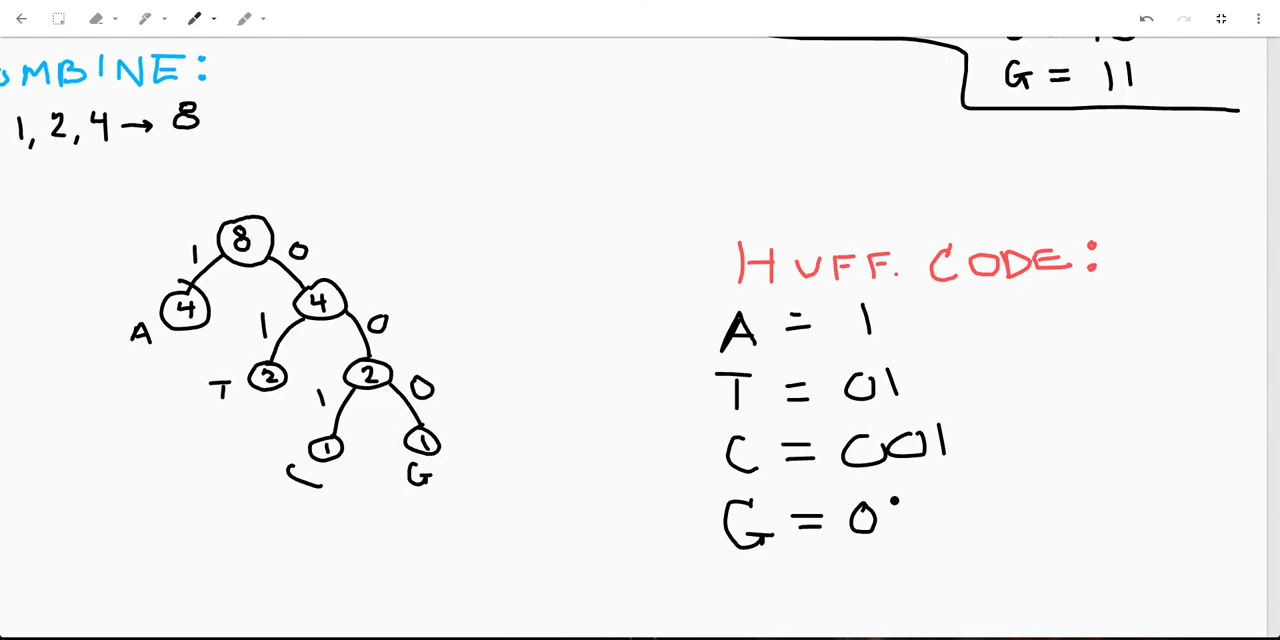 OMBINE:
1, 2, 4 → 8
G = 11
8
1 0
4 4
A
1 0
T 2 2
1 0
1 1
C G
HUFF. CODE:
A = 1
T = 01
C = 001
G = 0